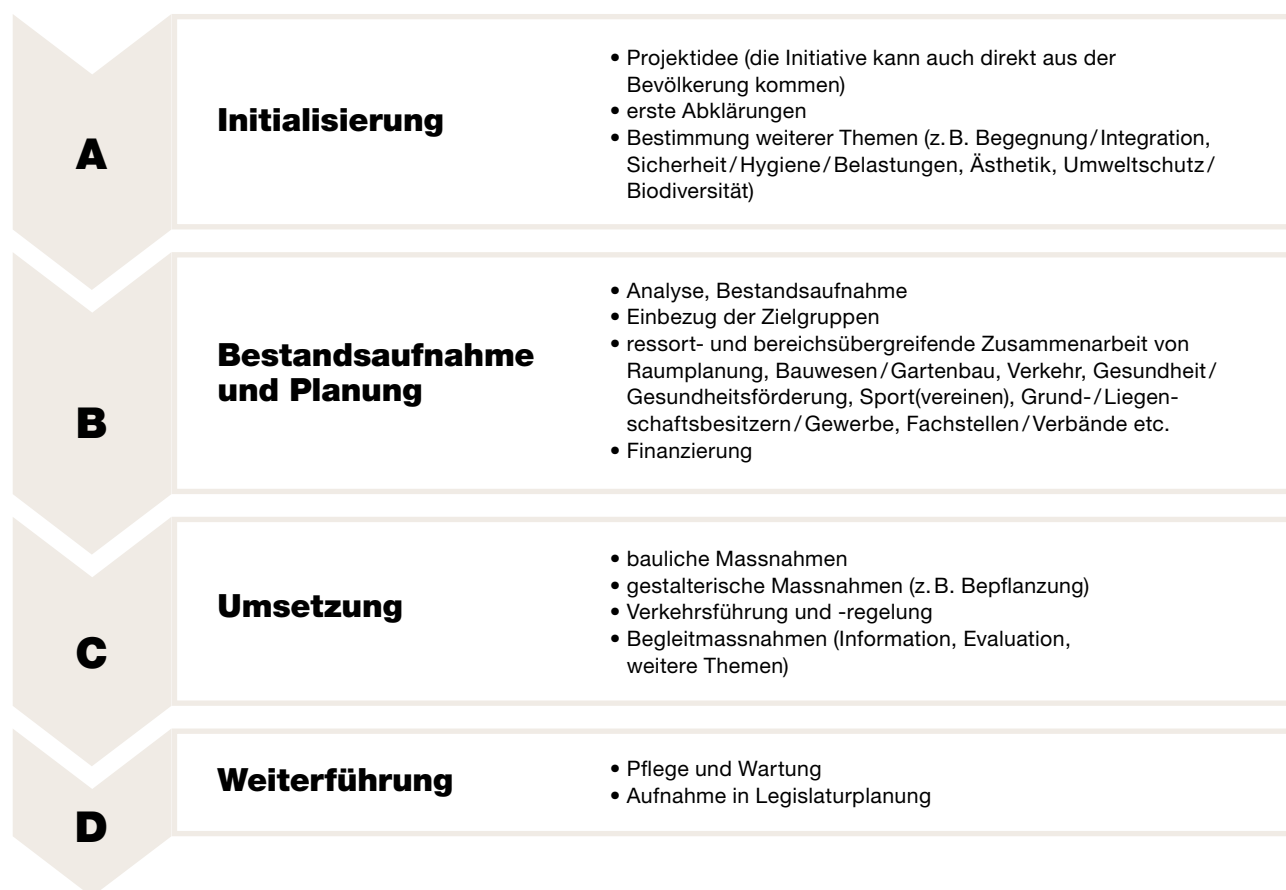 A
Initialisierung
• Projektidee (die Initiative kann auch direkt aus der
Bevölkerung kommen)
• erste Abklärungen
• Bestimmung weiterer Themen (z. B. Begegnung / Integration,
Sicherheit / Hygiene / Belastungen, Ästhetik, Umweltschutz /
Biodiversität)
B
Bestandsaufnahme
und Planung
• Analyse, Bestandsaufnahme
• Einbezug der Zielgruppen
• ressort- und bereichsübergreifende Zusammenarbeit von
Raumplanung, Bauwesen / Gartenbau, Verkehr, Gesundheit /
Gesundheitsförderung, Sport(vereinen), Grund- / Liegen-
schaftsbesitzern / Gewerbe, Fachstellen / Verbände etc.
• Finanzierung
C
Umsetzung
• bauliche Massnahmen
• gestalterische Massnahmen (z. B. Bepflanzung)
• Verkehrsführung und -regelung
• Begleitmassnahmen (Information, Evaluation,
weitere Themen)
D
Weiterführung
• Pflege und Wartung
• Aufnahme in Legislaturplanung